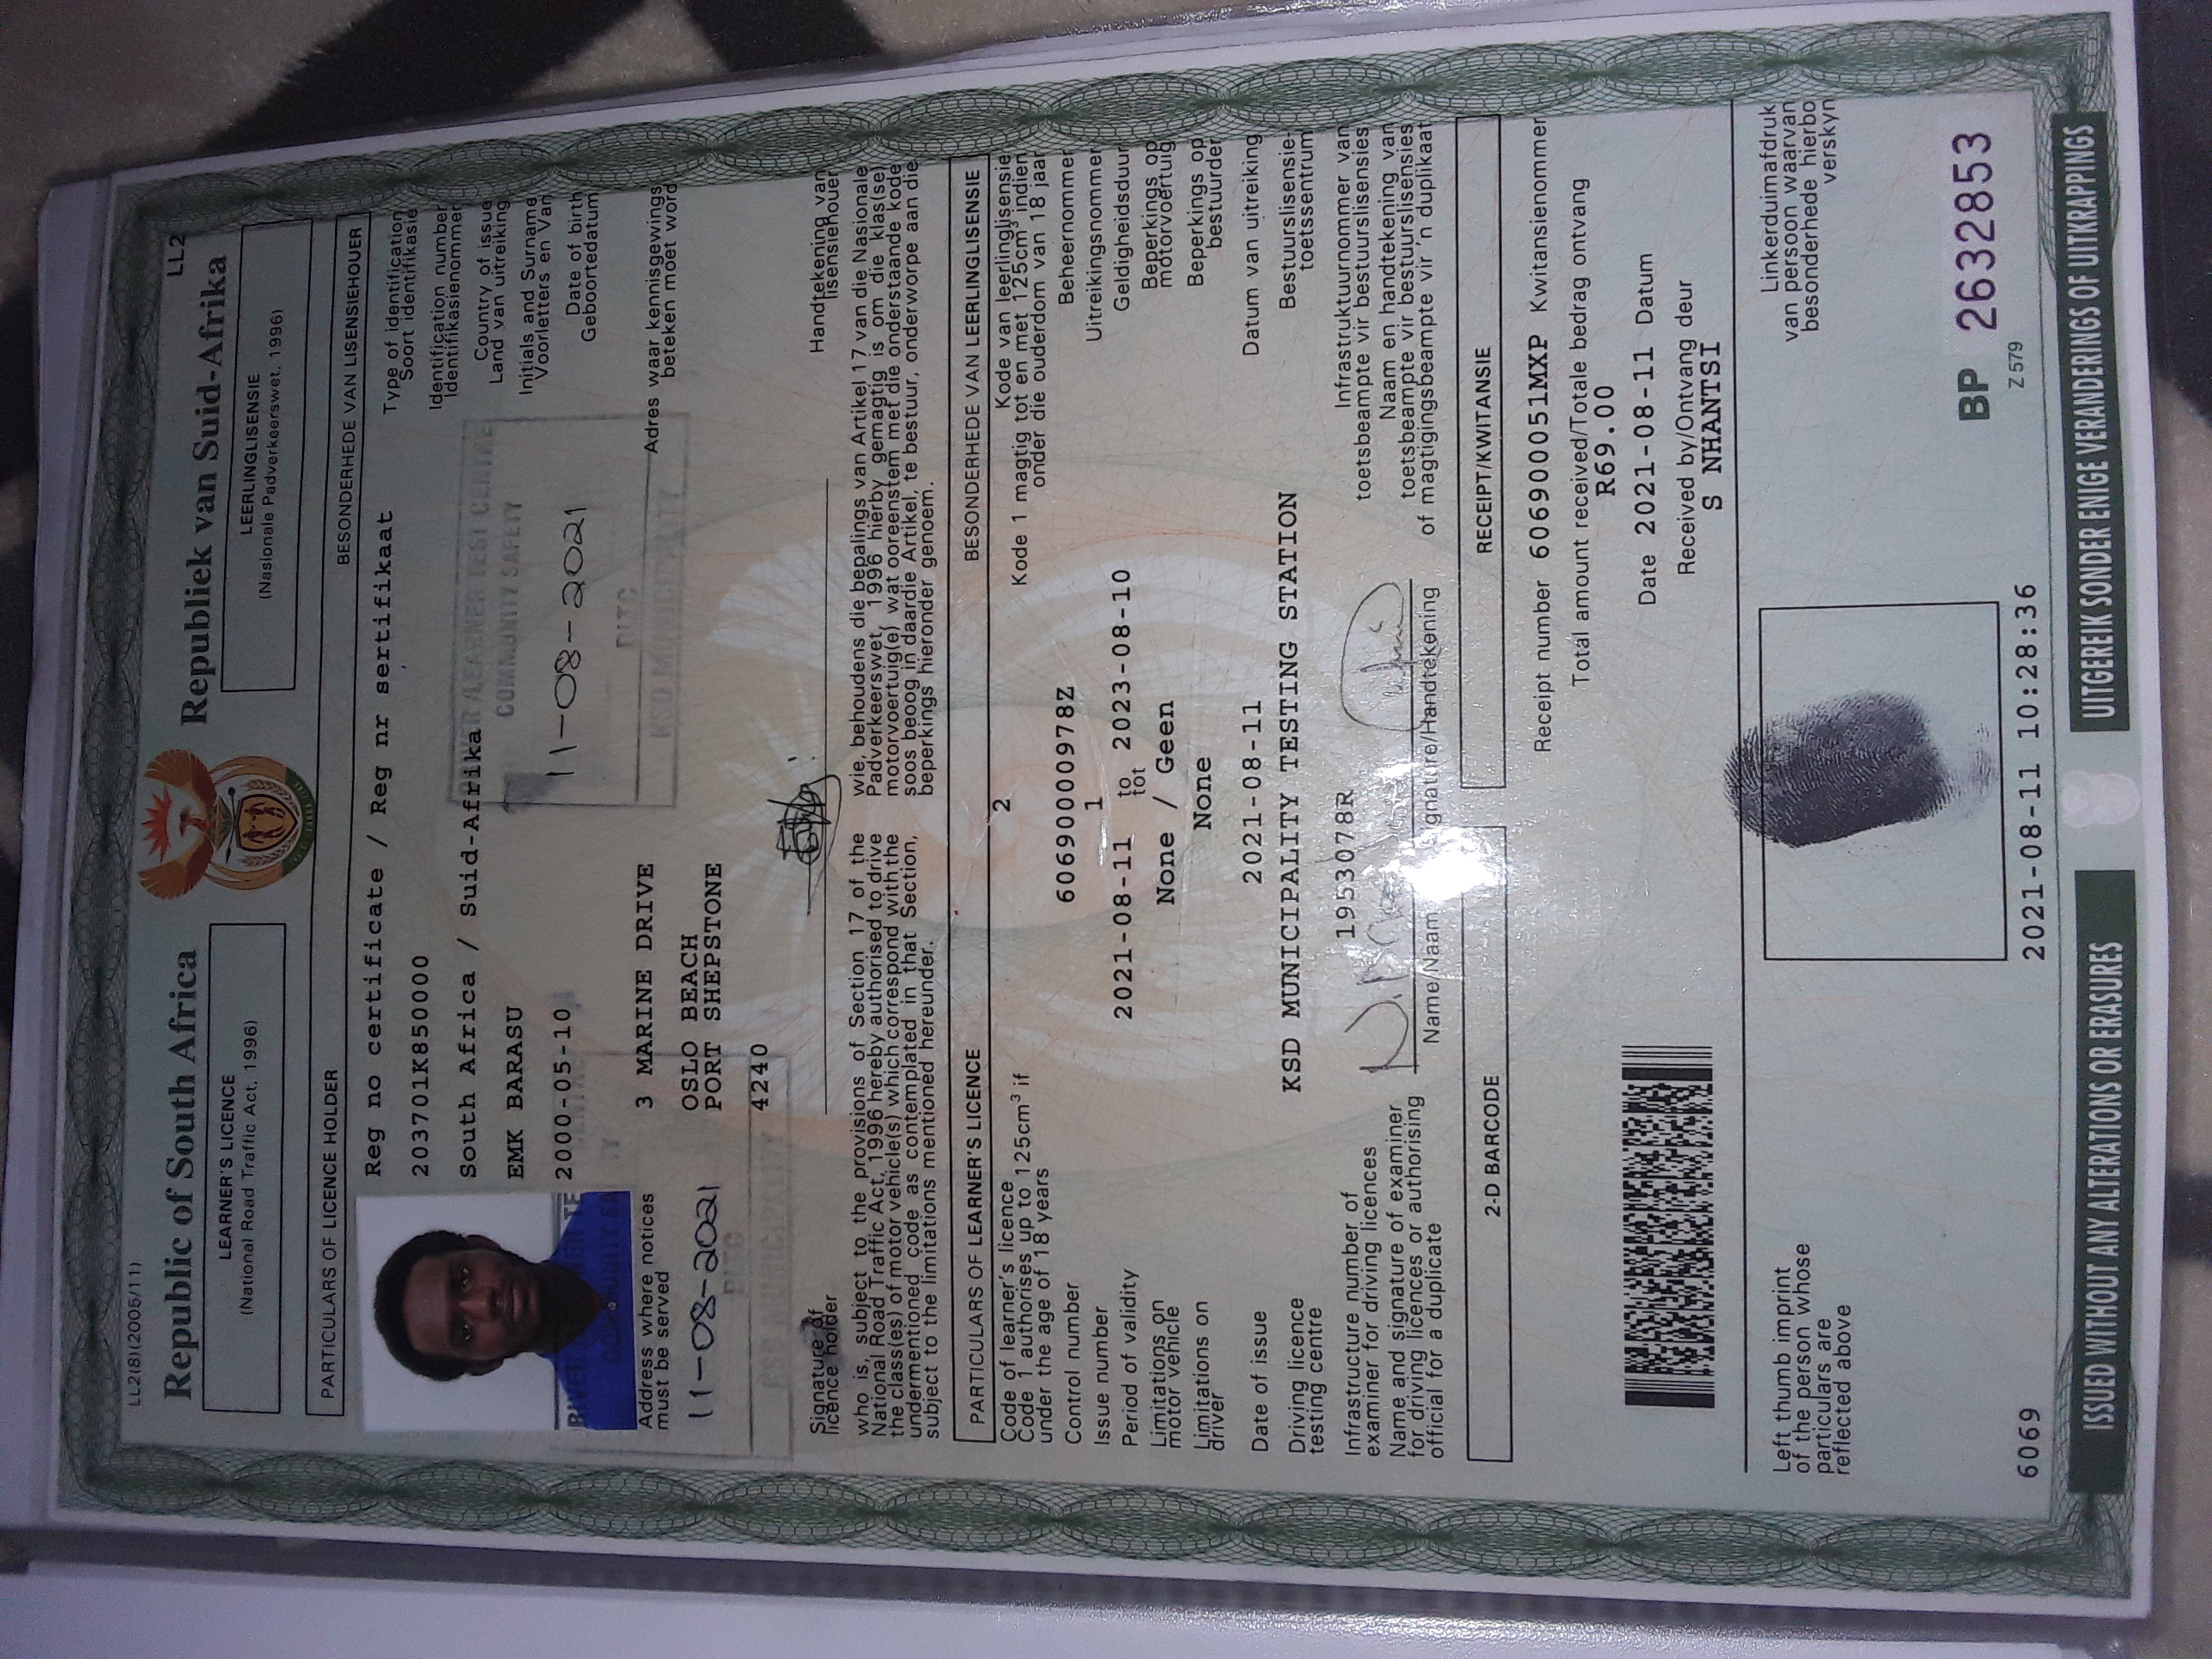 LL2(8)(2005/11)
LL2
Republic of South Africa
Republiek van Suid-Afrika
LEARNER'S LICENCE
(National Road Traffic Act, 1996)
LEERLINGLISENSIE
(Nasionale Padverkeerswet, 1996)
PARTICULARS OF LICENCE HOLDER
BESONDERHEDE VAN LISENSIEHOUER
Reg no certificate / Reg nr sertifikaat
Type of identification
Soort identifikasie
203701K850000
Identification number
Identifikasienommer
South Africa / Suid-Afrika
Country of issue
Land van uitreiking
EMK BARASU
Initials and Surname
Voorletters en Van
2000-05-10
Date of birth
Geboortedatum
DRIVER/LEARNER TEST CENTRE
COMMUNITY SAFETY
11-08-2021
DLTC
KSD MUNICIPALITY
RIVER / LEARNER TE CENTRE
COMMUNITY SA TY
Address where notices
must be served
3 MARINE DRIVE
Adres waar kennisgewings
beteken moet word
11-08-2021
OSLO BEACH
PORT SHEPSTONE
DLTC
4240
KSD MUNICIPALITY
Signature of
licence holder
Handtekening van
lisensiehouer
who is, subject to the provisions of Section 17 of the
National Road Traffic Act, 1996 hereby authorised to drive
the class(es) of motor vehicle(s) which correspond with the
undermentioned code as contemplated in that Section,
subject to the limitations mentioned hereunder.
wie, behoudens die bepalings van Artikel 17 van die Nasionale
Padverkeerswet, 1996 hierby gemagtig is om die klas(se)
motorvoertuig(e) wat ooreenstem met die onderstaande kode
soos beoog in daardie Artikel, te bestuur, onderworpe aan die
beperkings hieronder genoem.
PARTICULARS OF LEARNER'S LICENCE
BESONDERHEDE VAN LEERLINGLISENSIE
Code of learner's licence
Code 1 authorises up to 125cm³ if
under the age of 18 years
2
Kode van leerlinglisensie
Kode 1 magtig tot en met 125cm³ indien
onder die ouderdom van 18 jaar
Control number
60690000978Z
Beheernommer
Issue number
1
Uitreikingsnommer
Period of validity
2021-08-11 to 2023-08-10
tot
Geldigheidsduur
Limitations on
motor vehicle
None / Geen
Beperkings op
motorvoertuig
Limitations on
driver
None
Beperkings op
bestuurder
Date of issue
2021-08-11
Datum van uitreiking
Driving licence
testing centre
KSD MUNICIPALITY TESTING STATION
Bestuurslisensie-
toetssentrum
Infrastructure number of
examiner for driving licences
1953078R
Infrastruktuurnommer van
toetsbeampte vir bestuurslisensies
Name and signature of examiner
for driving licences or authorising
official for a duplicate
Name/Naam
gnature/Handtekening
Naam en handtekening van
toetsbeampte vir bestuurslisensies
of magtigingsbeampte vir 'n duplikaat
2-D BARCODE
RECEIPT/KWITANSIE
Receipt number 606900051MXP Kwitansienommer
Total amount received/Totale bedrag ontvang
R69.00
Date 2021-08-11 Datum
Received by/Ontvang deur
S NHANTSI
Left thumb imprint
of the person whose
particulars are
reflected above
Linkerduimafdruk
van persoon waarvan
besonderhede hierbo
verskyn
BP 2632853
Z 579
6069
2021-08-11 10:28:36
ISSUED WITHOUT ANY ALTERATIONS OR ERASURES
UITGEREIK SONDER ENIGE VERANDERINGS OF UITKRAPPINGS